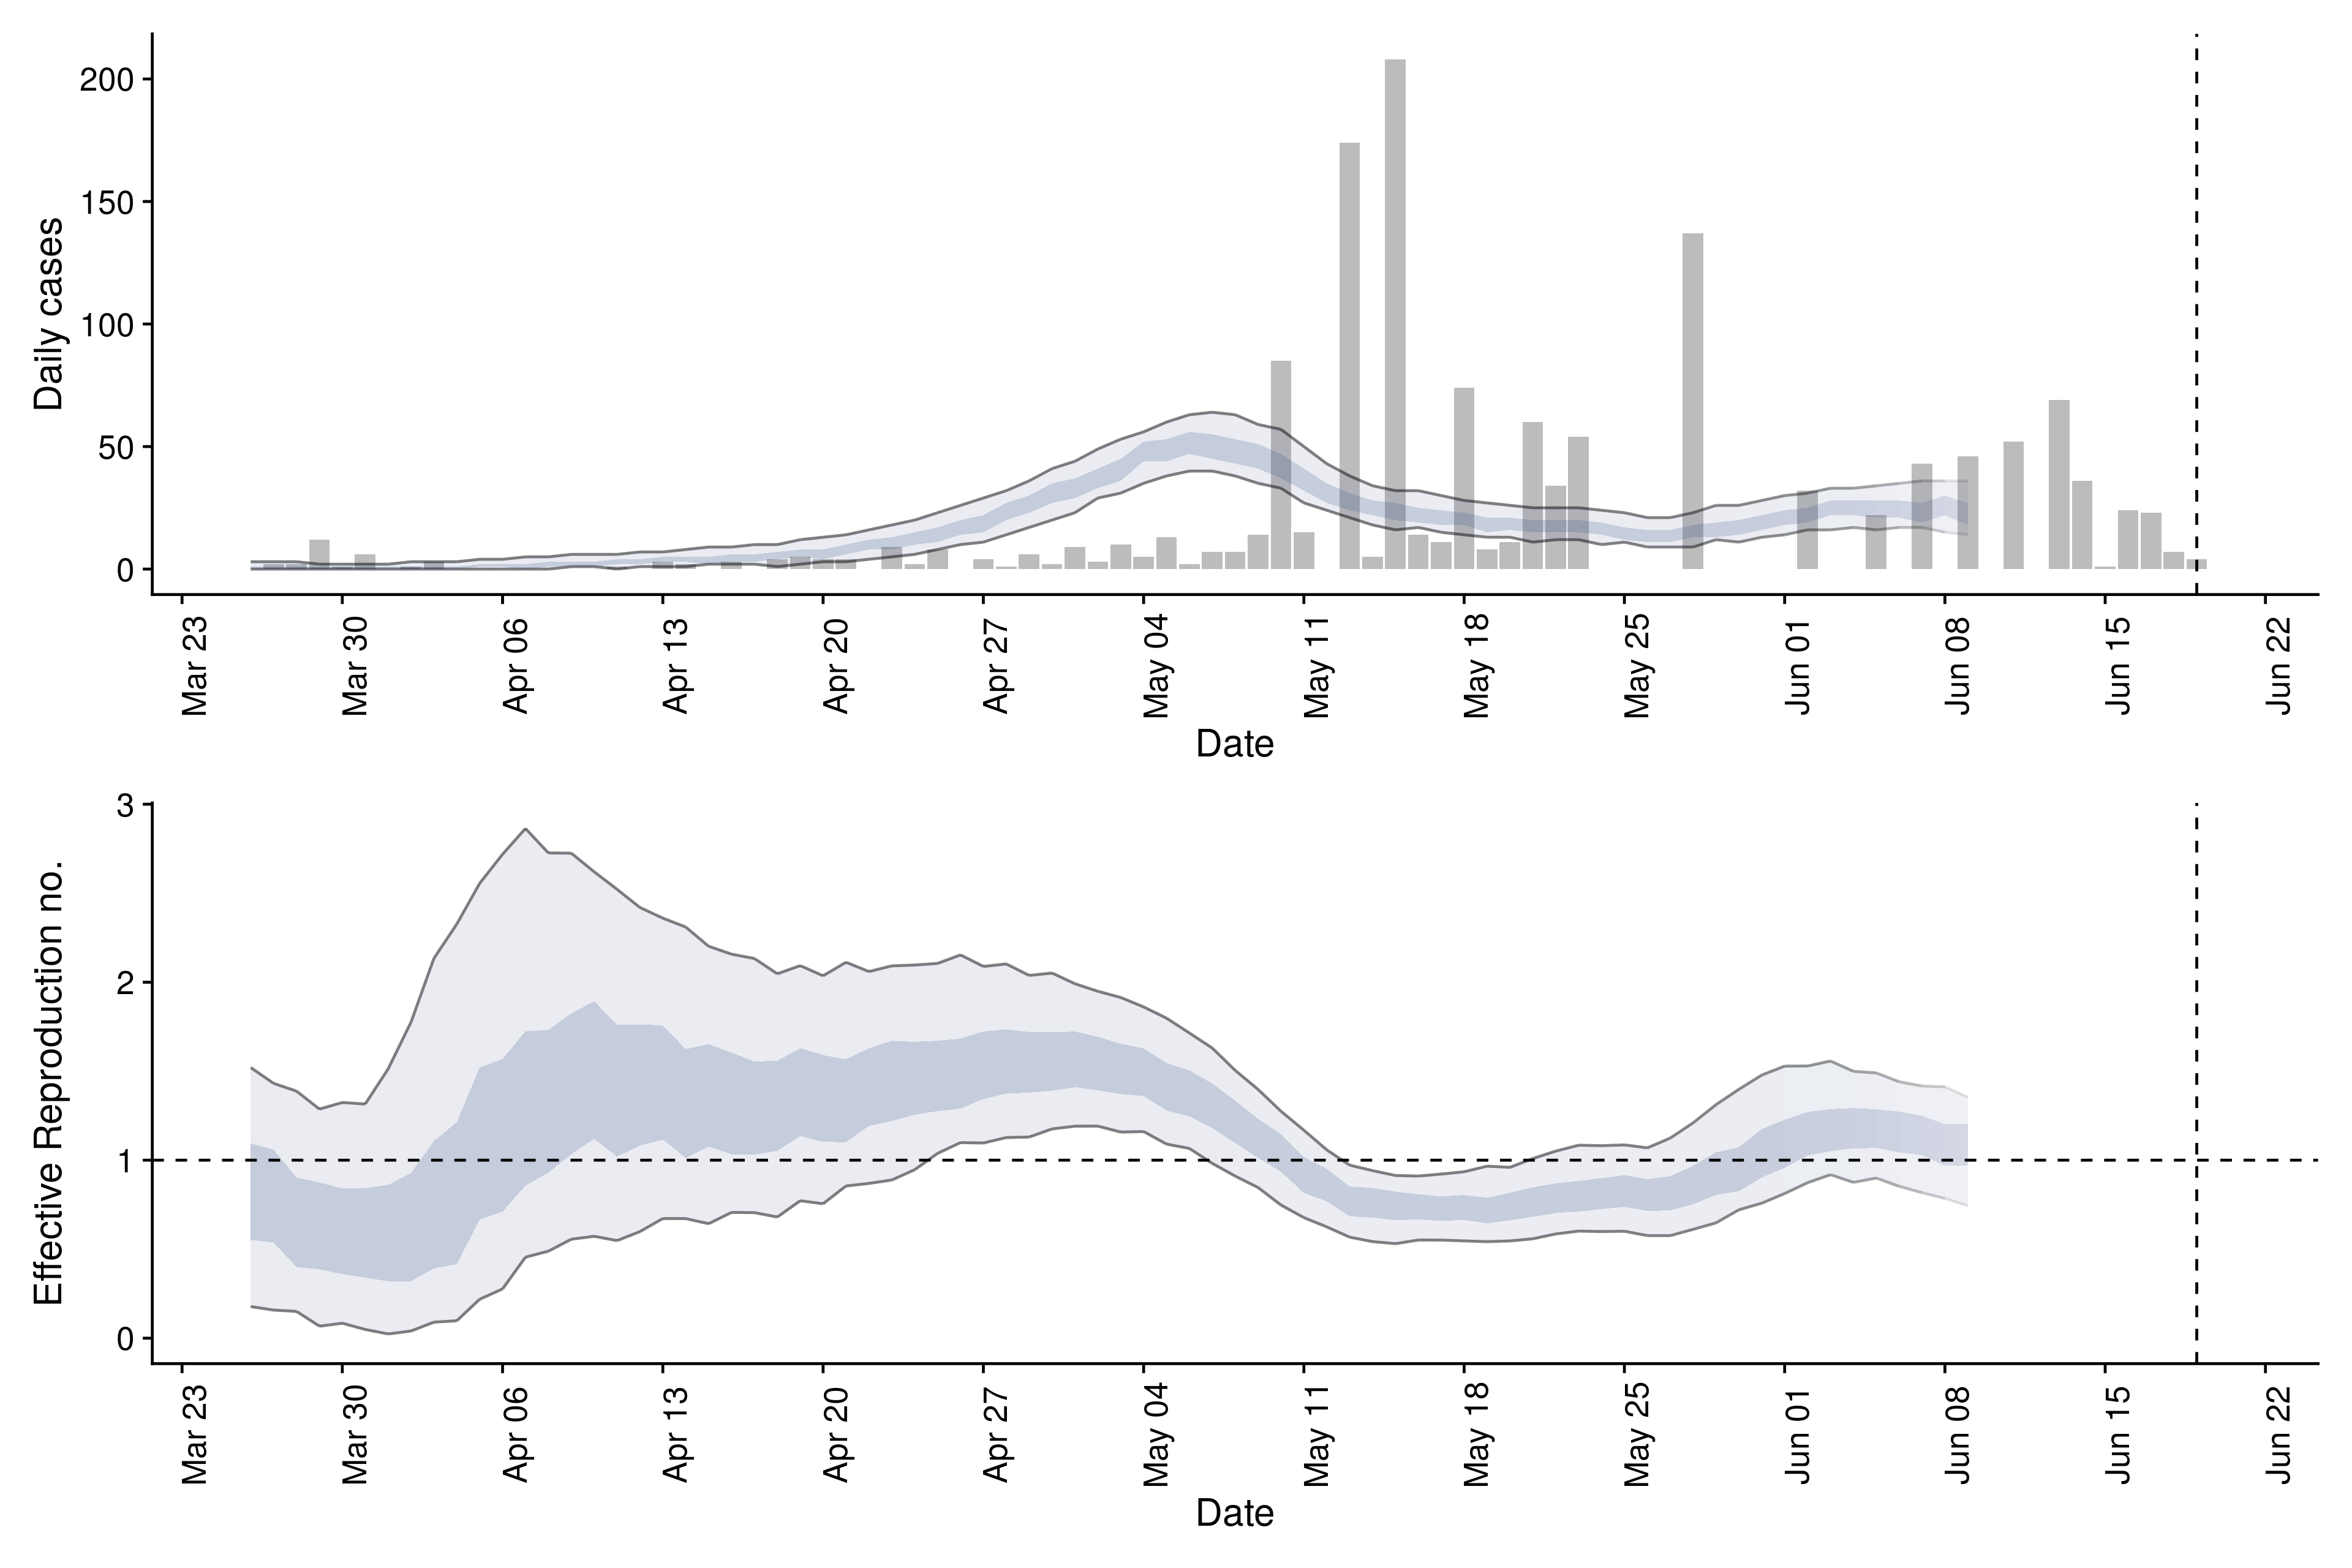 Daily cases
200
150
100
50
0
Mar 23
Mar 30
Apr 06
Apr 13
Apr 20
Apr 27
May 04
May 11
May 18
May 25
Jun 01
Jun 08
Jun 15
Jun 22
Date
Effective Reproduction no.
3
2
1
0
Mar 23
Mar 30
Apr 06
Apr 13
Apr 20
Apr 27
May 04
May 11
May 18
May 25
Jun 01
Jun 08
Jun 15
Jun 22
Date